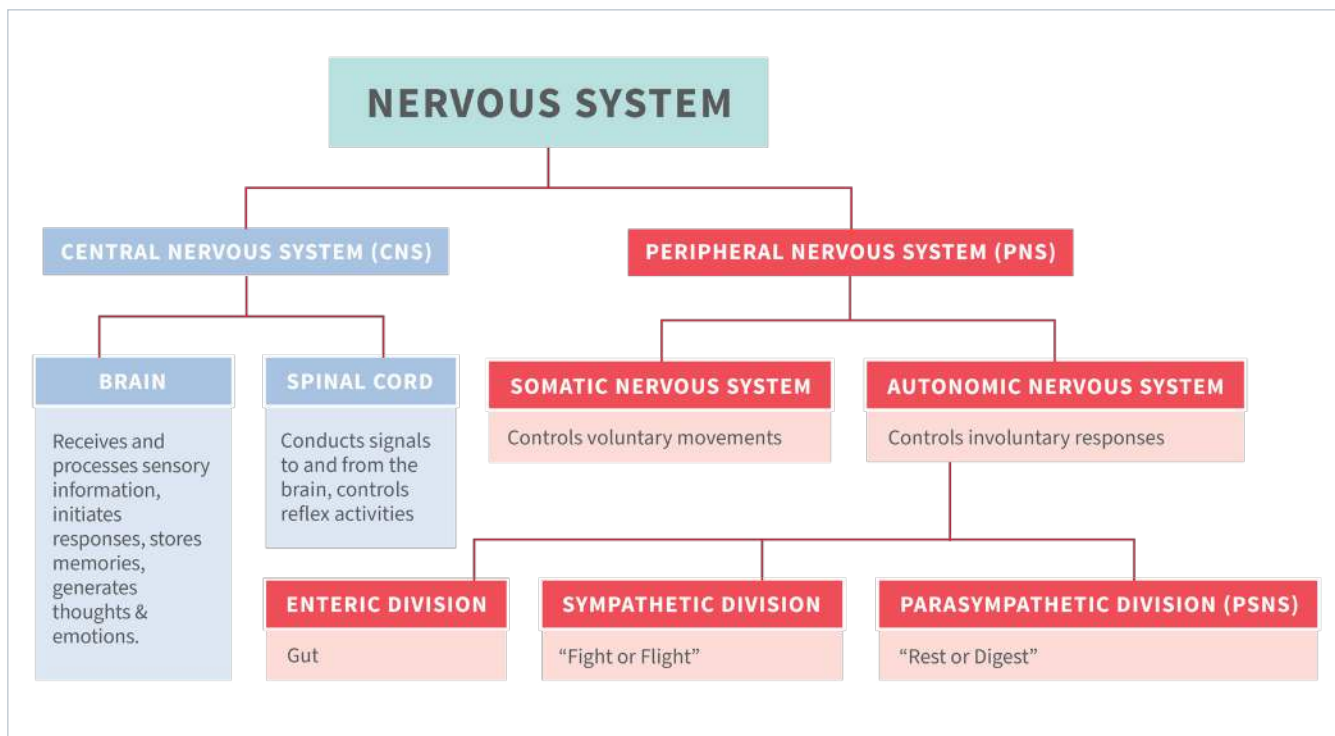 NERVOUS SYSTEM
CENTRAL NERVOUS SYSTEM (CNS)
PERIPHERAL NERVOUS SYSTEM (PNS)
BRAIN
Receives and
processes sensory
information,
initiates
responses, stores
memories,
generates
thoughts &
emotions.
SPINAL CORD
Conducts signals
to and from the
brain, controls
reflex activities
SOMATIC NERVOUS SYSTEM
Controls voluntary movements
AUTONOMIC NERVOUS SYSTEM
Controls involuntary responses
ENTERIC DIVISION
Gut
SYMPATHETIC DIVISION
“Fight or Flight”
PARASYMPATHETIC DIVISION (PSNS)
“Rest or Digest”